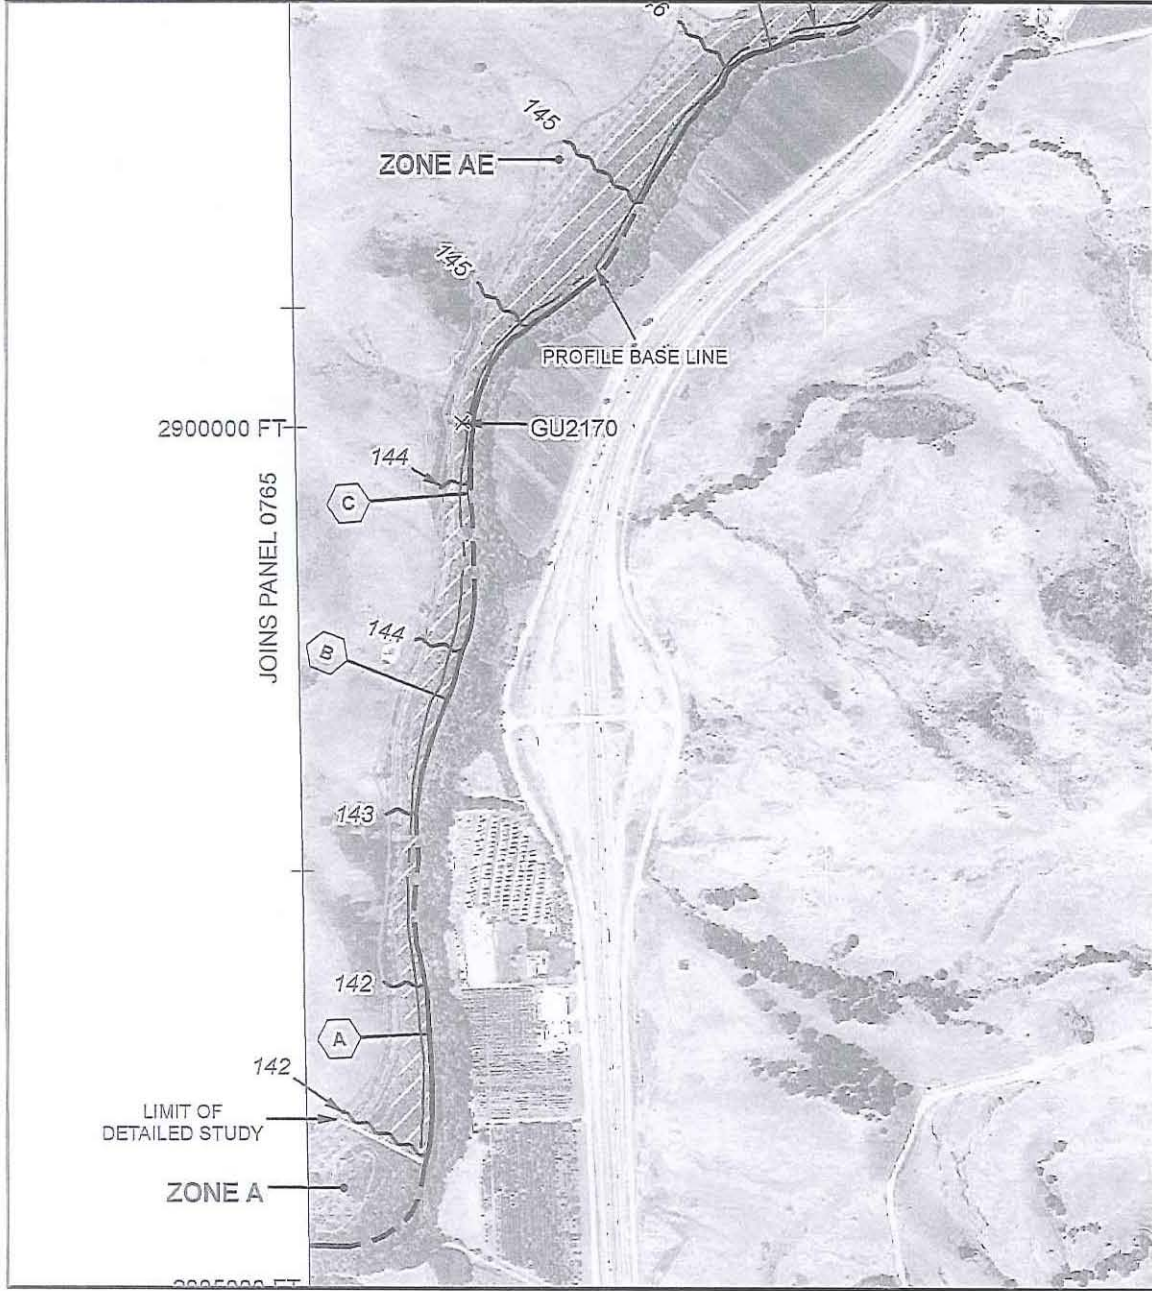 145
ZONE AE
145
PROFILE BASE LINE
2900000 FT
GU2170
144
C
JOINS PANEL 0765
144
B
143
142
A
142
LIMIT OF
DETAILED STUDY
ZONE A